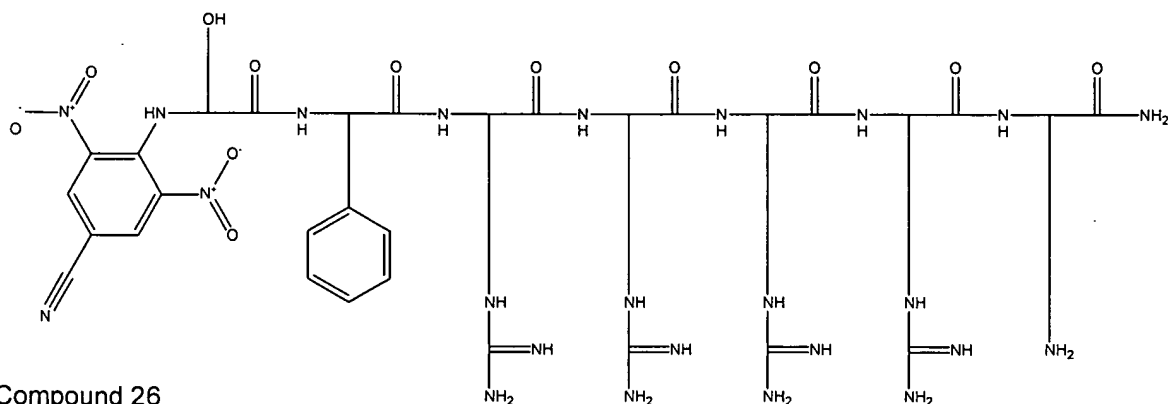 OH
O O O O O O O
O N⁺ HN N H N H N H N H N H N H NH₂
O⁻ O⁻
N⁺
O
N NH NH NH NH
NH NH NH NH NH₂
NH₂ NH₂ NH₂ NH₂
Compound 26